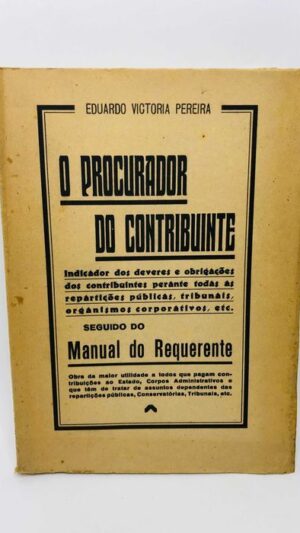 EDUARDO VICTORIA PEREIRA
O PROCURADOR
DO CONTRIBUINTE
Indicador dos deveres e obrigações
dos contribuintes perante todas as
repartições públicas, tribunais,
organismos corporativos, etc.
SEGUIDO DO
Manual do Requerente
Obra da maior utilidade a todos que pagam con-
tribuições ao Estado, Corpos Administrativos e
que têm de tratar de assuntos dependentes das
repartições públicas, Conservatórias, Tribunais, etc.